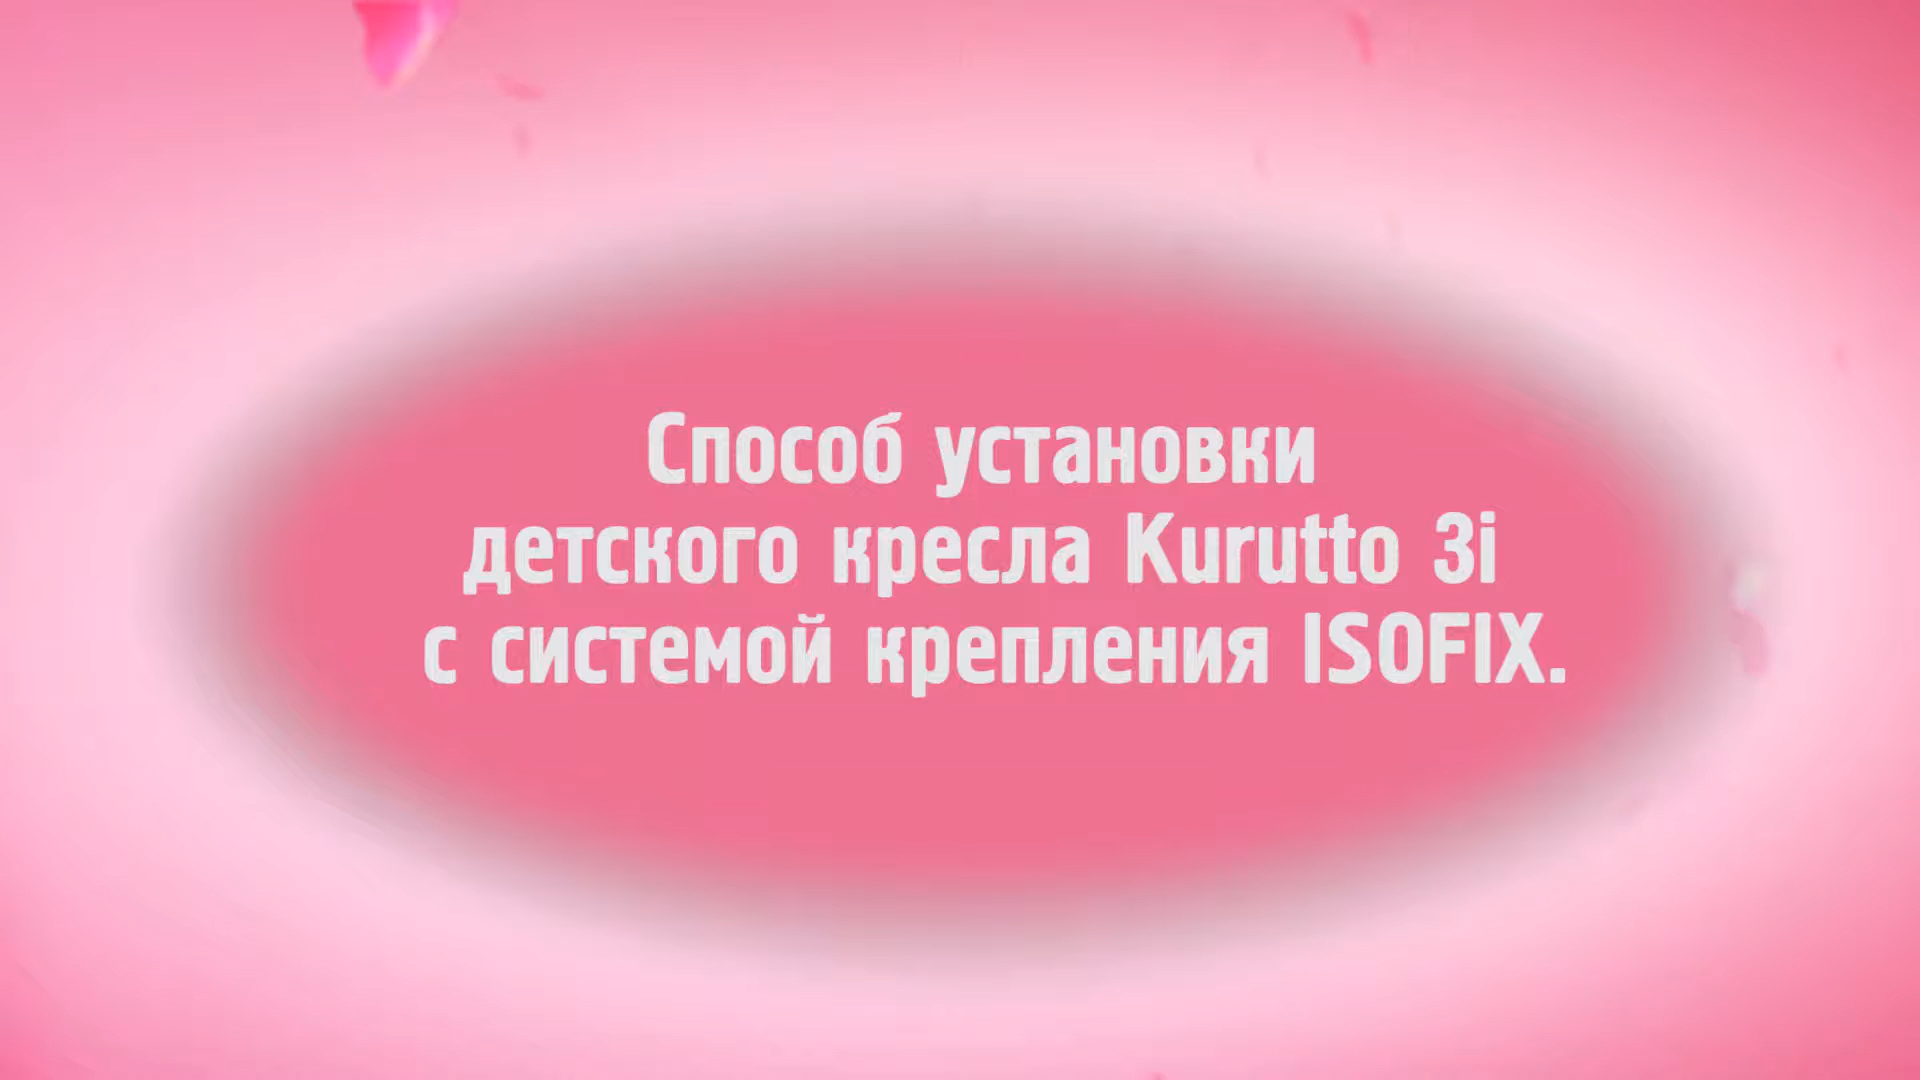 Способ установки
детского кресла Kurutto 3i
с системой крепления ISOFIX.